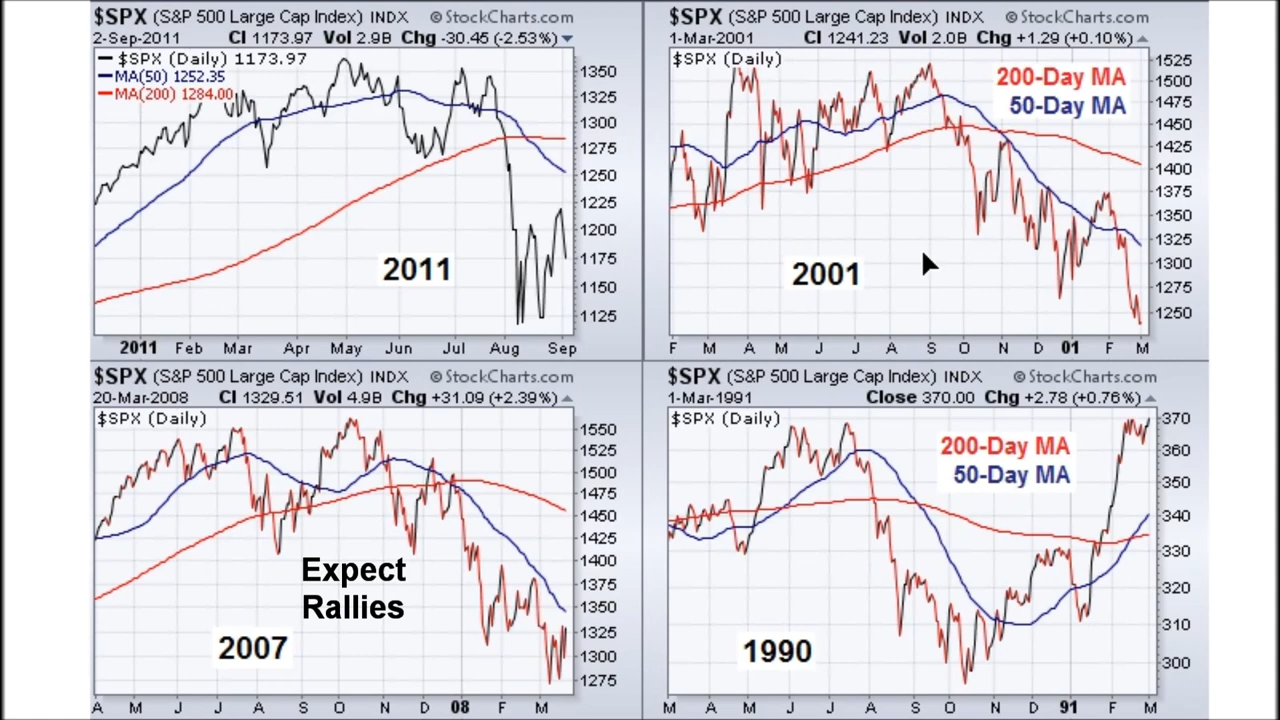 $SPX (S&P 500 Large Cap Index) INDX © StockCharts.com
2-Sep-2011 Cl 1173.97 Vol 2.9B Chg -30.45 (-2.53%)
$SPX (Daily) 1173.97
MA(50) 1252.35
MA(200) 1284.00
1350
1325
1300
1275
1250
1225
1200
1175
1150
1125
2011
2011 Feb Mar Apr May Jun Jul Aug Sep
$SPX (S&P 500 Large Cap Index) INDX © StockCharts.com
1-Mar-2001 Cl 1241.23 Vol 2.0B Chg +1.29 (+0.10%)
$SPX (Daily)
200-Day MA
50-Day MA
1525
1500
1475
1450
1425
1400
1375
1350
1325
1300
1275
1250
2001
F M A M J J A S O N D 01 F M
$SPX (S&P 500 Large Cap Index) INDX © StockCharts.com
20-Mar-2008 Cl 1329.51 Vol 4.9B Chg +31.09 (+2.39%)
$SPX (Daily)
1550
1525
1500
1475
1450
1425
1400
1375
1350
1325
1300
1275
Expect
Rallies
2007
A M J J A S O N D 08 F M
$SPX (S&P 500 Large Cap Index) INDX © StockCharts.com
1-Mar-1991 Close 370.00 Chg +2.78 (+0.76%)
$SPX (Daily)
200-Day MA
50-Day MA
370
360
350
340
330
320
310
300
1990
M A M J J A S O N D 91 F M